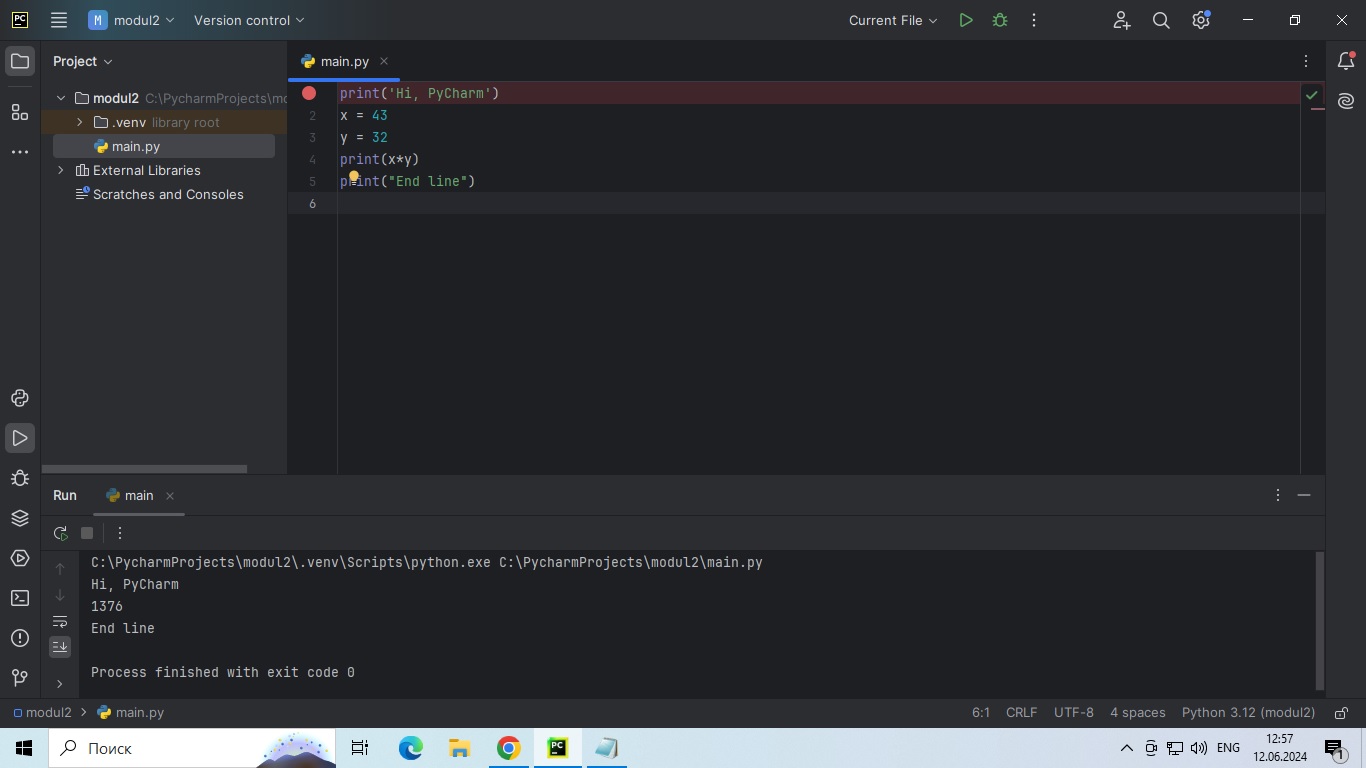 PC M modul2 Version control Current File
Project
main.py
modul2 C:\PycharmProjects\mo
.venv library root
main.py
External Libraries
Scratches and Consoles
print('Hi, PyCharm')
2 x = 43
3 y = 32
4 print(x*y)
5 print("End line")
6
Run main
C:\PycharmProjects\modul2\.venv\Scripts\python.exe C:\PycharmProjects\modul2\main.py
Hi, PyCharm
1376
End line
Process finished with exit code 0
modul2 main.py 6:1 CRLF UTF-8 4 spaces Python 3.12 (modul2)
Поиск PC ENG 12:57
12.06.2024 1